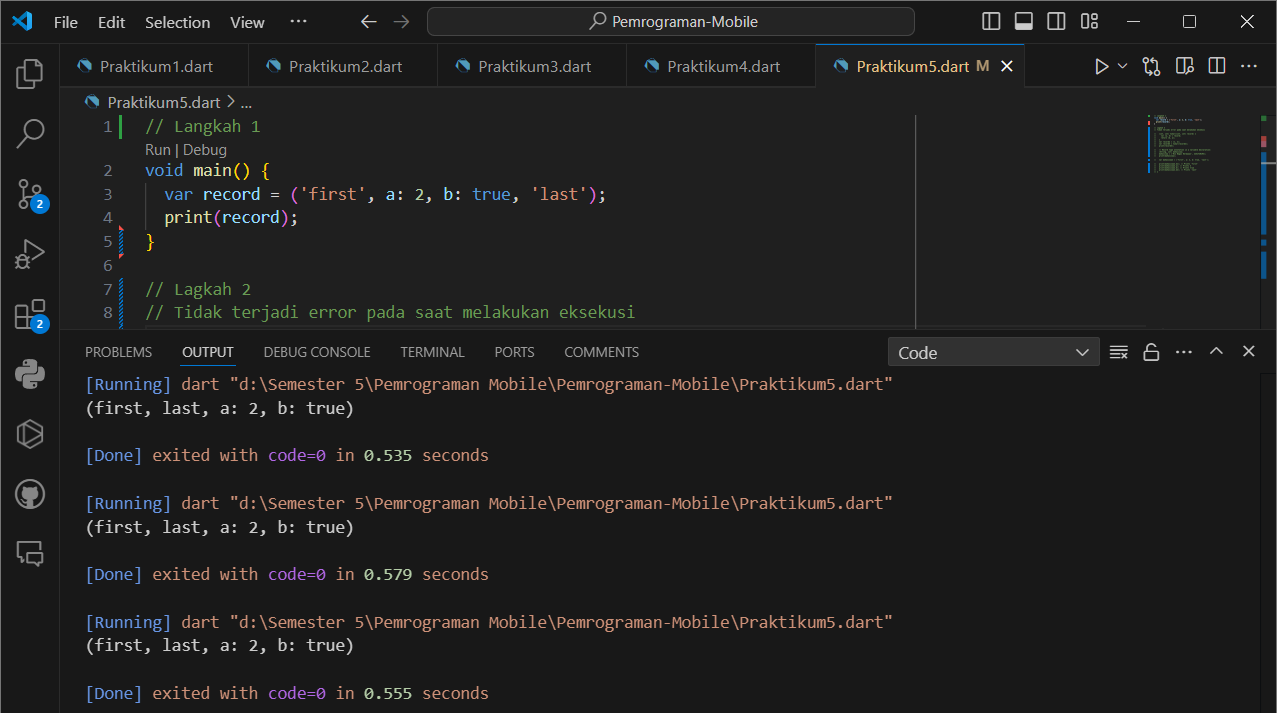 File Edit Selection View ··· Pemrograman-Mobile
Praktikum1.dart Praktikum2.dart Praktikum3.dart Praktikum4.dart Praktikum5.dart M
Praktikum5.dart > ...
1 // Langkah 1
Run | Debug
2 void main() {
3 var record = ('first', a: 2, b: true, 'last');
4 print(record);
5 }
6
7 // Lagkah 2
8 // Tidak terjadi error pada saat melakukan eksekusi
2
2
PROBLEMS OUTPUT DEBUG CONSOLE TERMINAL PORTS COMMENTS Code
[Running] dart "d:\Semester 5\Pemrograman Mobile\Pemrograman-Mobile\Praktikum5.dart"
(first, last, a: 2, b: true)
[Done] exited with code=0 in 0.535 seconds
[Running] dart "d:\Semester 5\Pemrograman Mobile\Pemrograman-Mobile\Praktikum5.dart"
(first, last, a: 2, b: true)
[Done] exited with code=0 in 0.579 seconds
[Running] dart "d:\Semester 5\Pemrograman Mobile\Pemrograman-Mobile\Praktikum5.dart"
(first, last, a: 2, b: true)
[Done] exited with code=0 in 0.555 seconds